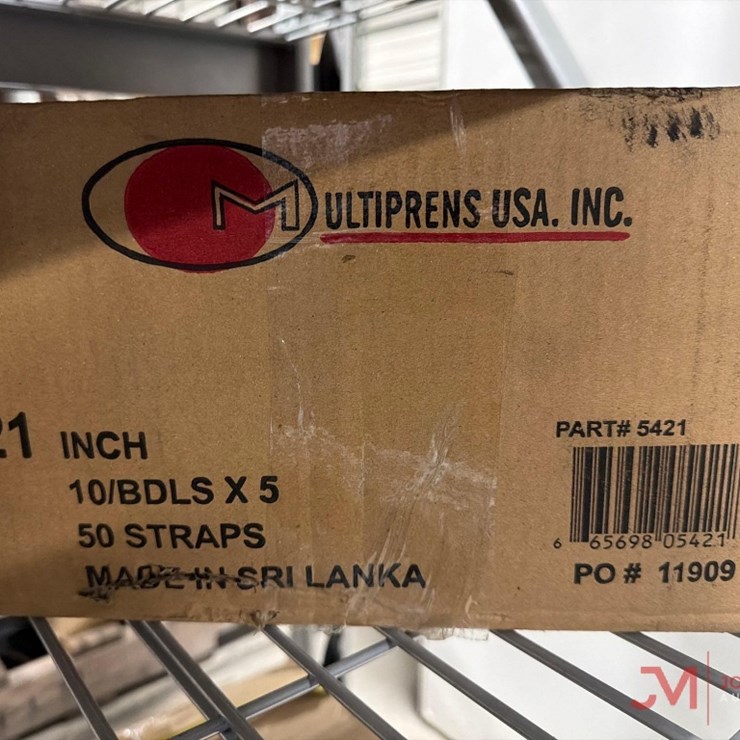 MULTIPRENS USA. INC.
21 INCH
10/BDLS X 5
50 STRAPS
MADE IN SRI LANKA
PART# 5421
6 65698 05421
PO # 11909
JM